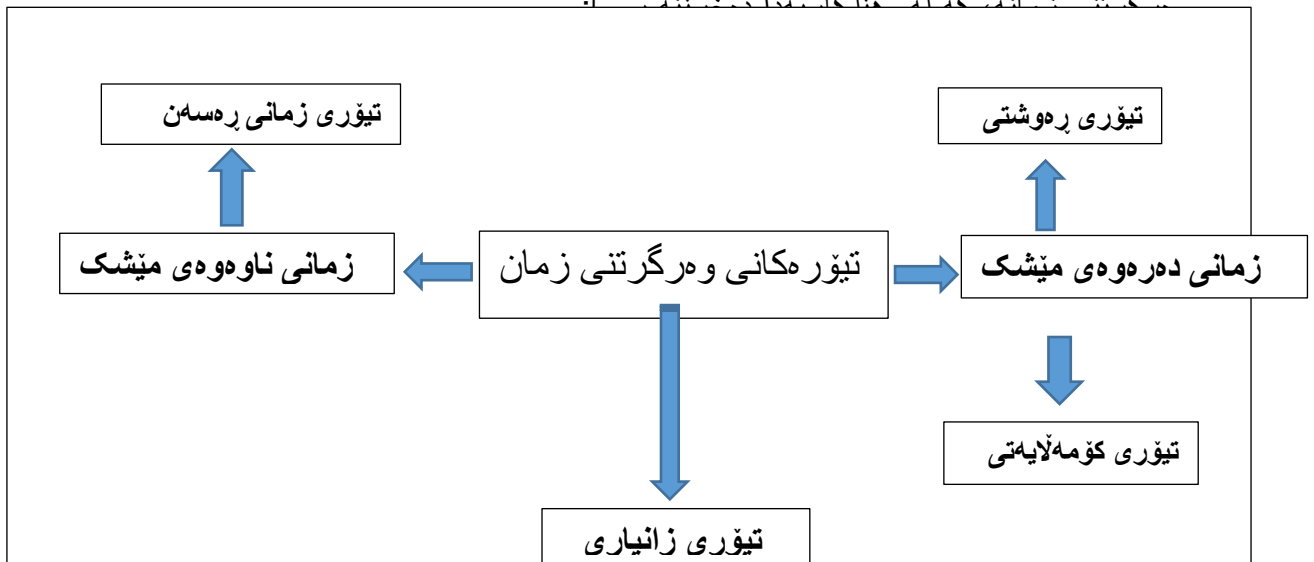 تیۆری زمانی ڕەسەن
تیۆری ڕەوشتی
زمانی ناوەوەی مێشک
تیۆرەکانی وەرگرتنی زمان
زمانی دەرەوەی مێشک
تیۆری کۆمەڵایەتی
تیۆری زانیاری